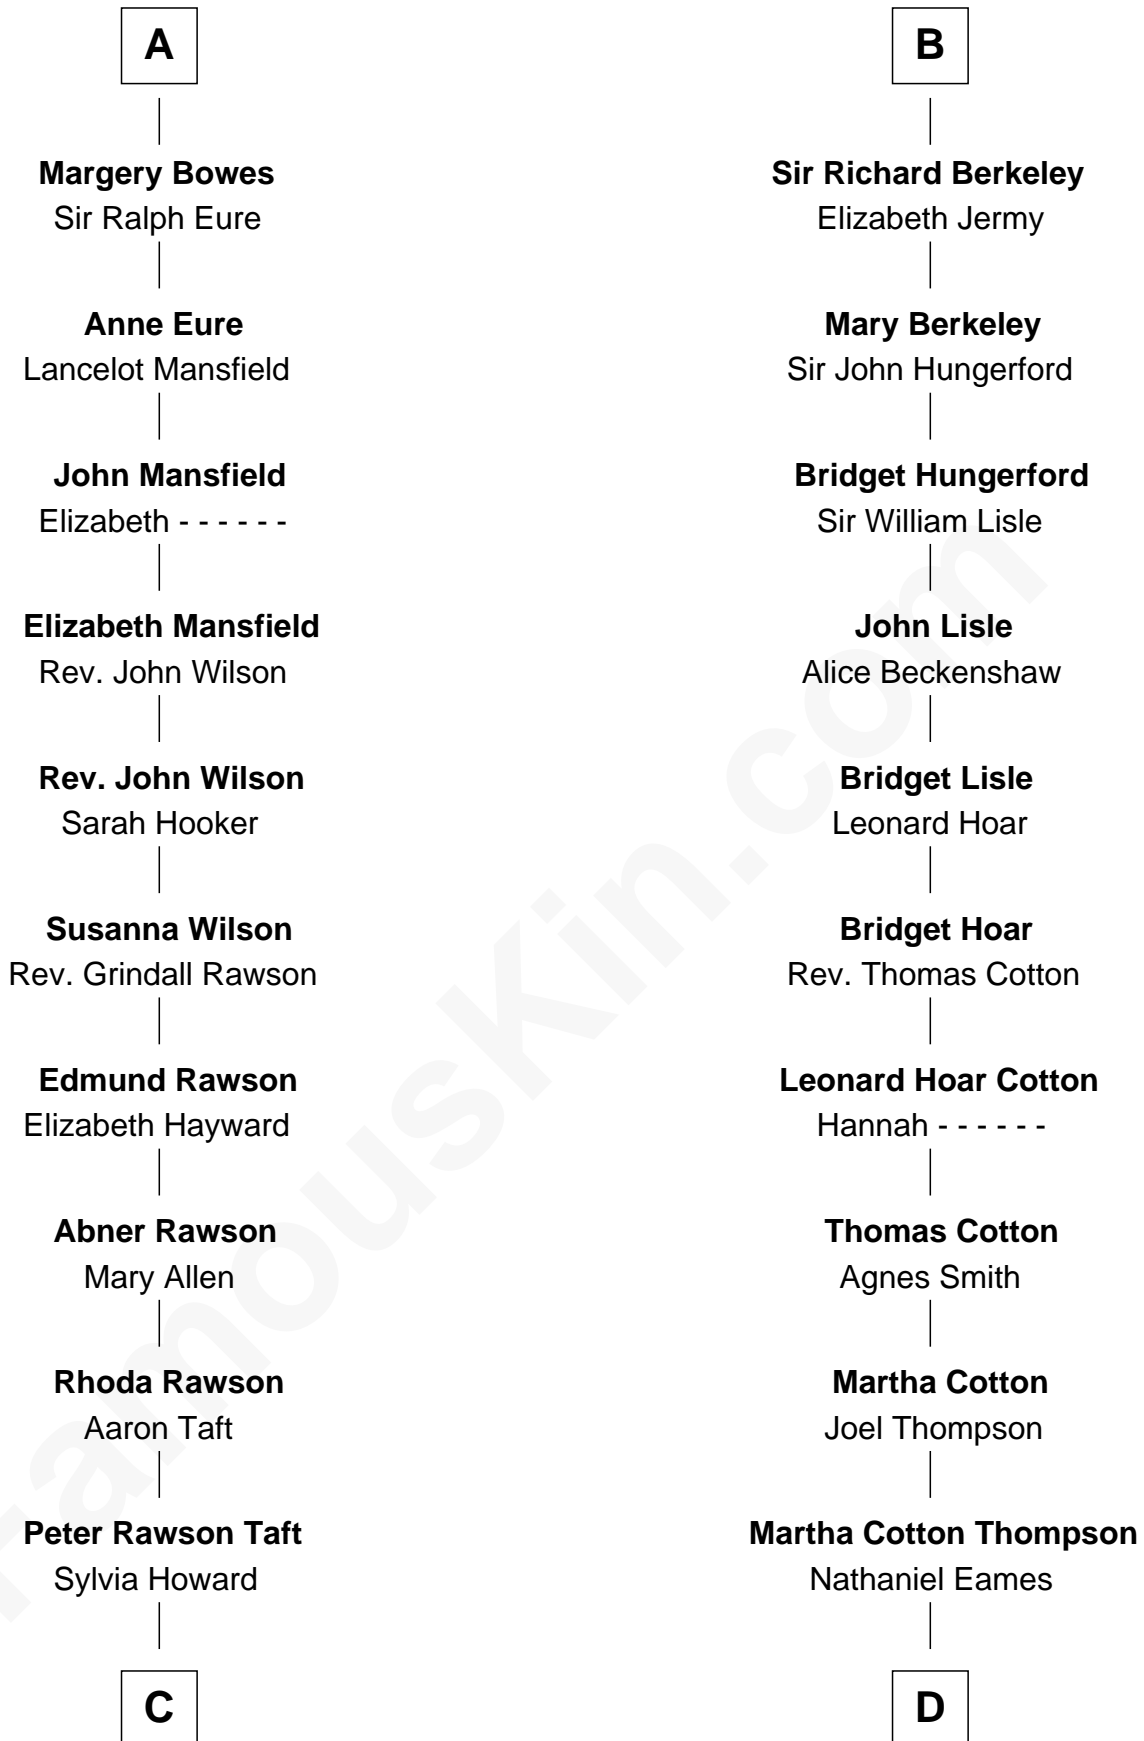 A
Margery Bowes
Sir Ralph Eure
Anne Eure
Lancelot Mansfield
John Mansfield
Elizabeth - - - - - -
Elizabeth Mansfield
Rev. John Wilson
Rev. John Wilson
Sarah Hooker
Susanna Wilson
Rev. Grindall Rawson
Edmund Rawson
Elizabeth Hayward
Abner Rawson
Mary Allen
Rhoda Rawson
Aaron Taft
Peter Rawson Taft
Sylvia Howard
C
B
Sir Richard Berkeley
Elizabeth Jermy
Mary Berkeley
Sir John Hungerford
Bridget Hungerford
Sir William Lisle
John Lisle
Alice Beckenshaw
Bridget Lisle
Leonard Hoar
Bridget Hoar
Rev. Thomas Cotton
Leonard Hoar Cotton
Hannah - - - - - -
Thomas Cotton
Agnes Smith
Martha Cotton
Joel Thompson
Martha Cotton Thompson
Nathaniel Eames
D
FamousKin.com